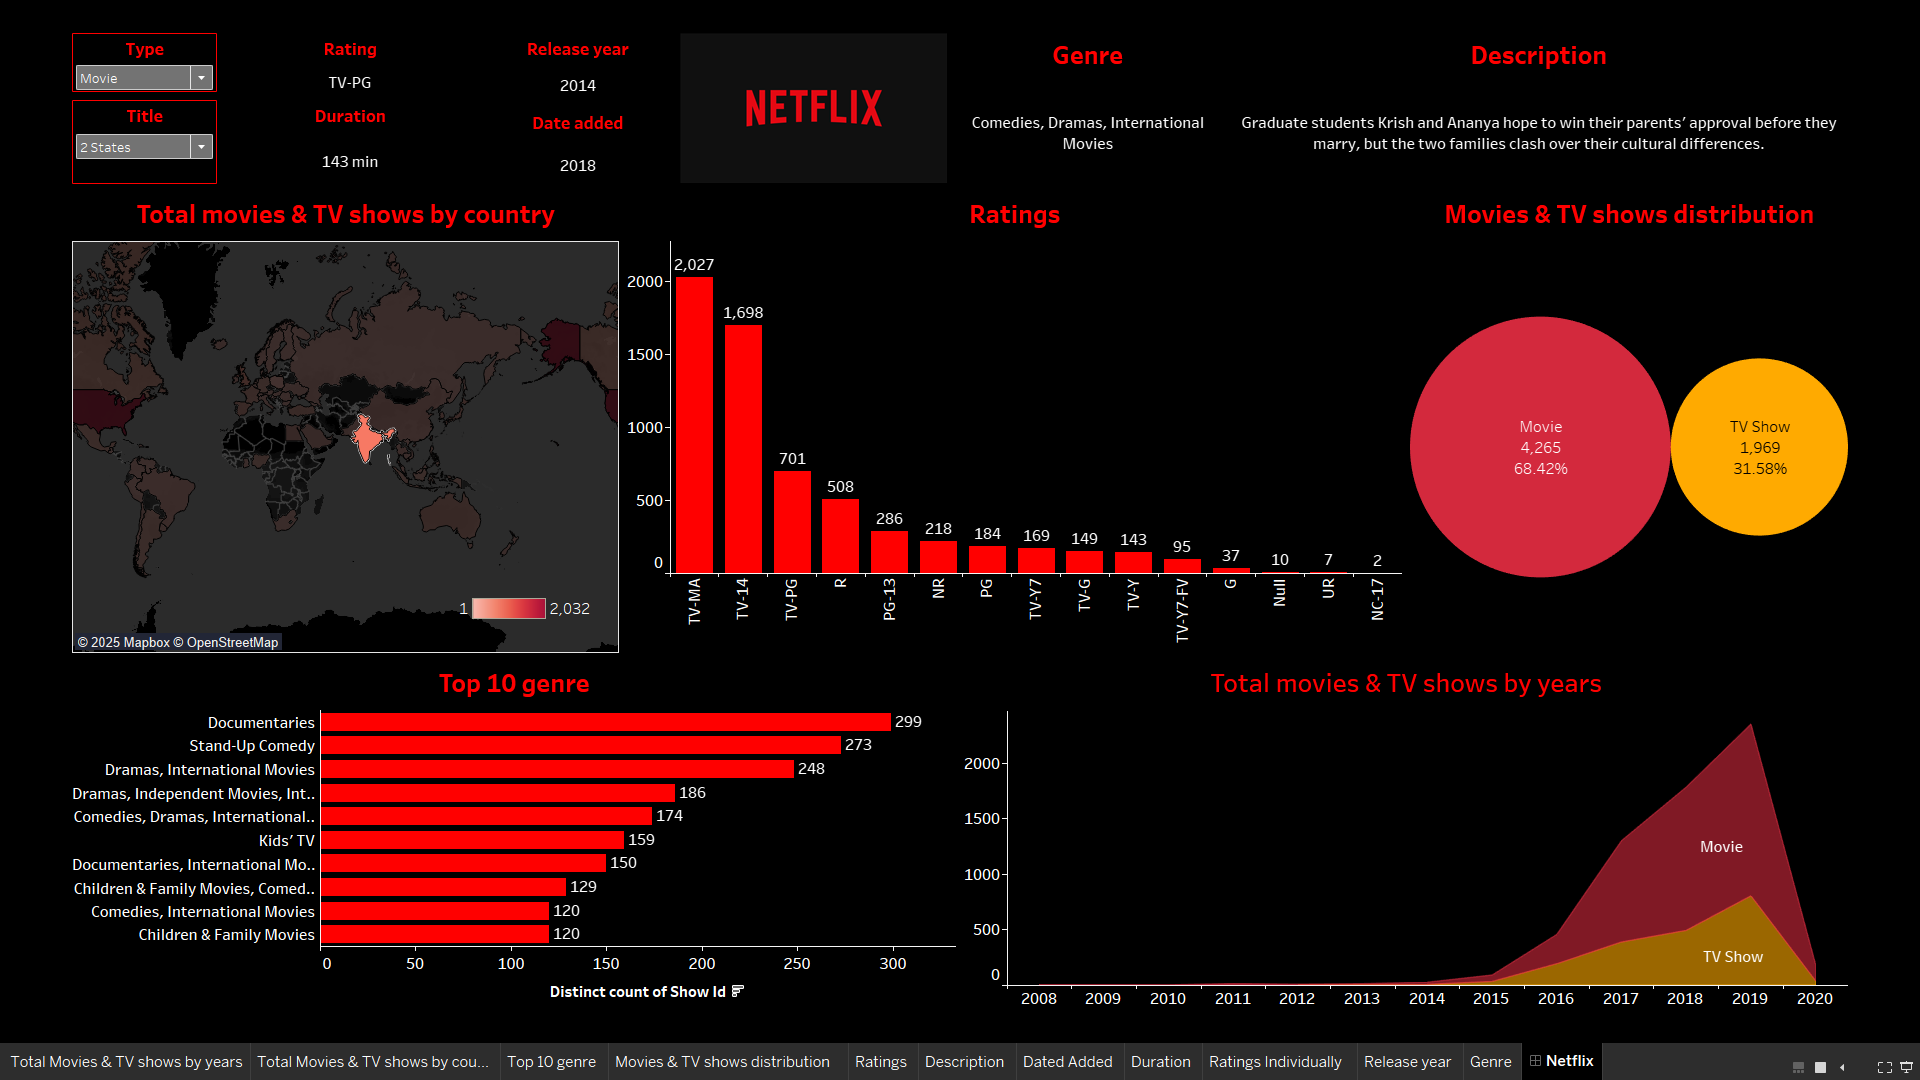 Type
Movie
Title
2 States
Rating
TV-PG
Duration
143 min
Release year
2014
Date added
2018
NETFLIX
Genre
Comedies, Dramas, International
Movies
Description
Graduate students Krish and Ananya hope to win their parents’ approval before they
marry, but the two families clash over their cultural differences.
Total movies & TV shows by country
1
2,032
© 2025 Mapbox © OpenStreetMap
Ratings
2000
1500
1000
500
0
2,027
1,698
701
508
286
218
184
169
149
143
95
37
10
7
2
TV-MA
TV-14
TV-PG
R
PG-13
NR
PG
TV-Y7
TV-G
TV-Y
TV-Y7-FV
G
Null
UR
NC-17
Movies & TV shows distribution
Movie
4,265
68.42%
TV Show
1,969
31.58%
Top 10 genre
Documentaries 299
Stand-Up Comedy 273
Dramas, International Movies 248
Dramas, Independent Movies, Int.. 186
Comedies, Dramas, International.. 174
Kids’ TV 159
Documentaries, International Mo.. 150
Children & Family Movies, Comed.. 129
Comedies, International Movies 120
Children & Family Movies 120
0 50 100 150 200 250 300
Distinct count of Show Id
Total movies & TV shows by years
2000
1500
1000
500
0
Movie
TV Show
2008 2009 2010 2011 2012 2013 2014 2015 2016 2017 2018 2019 2020
Total Movies & TV shows by years
Total Movies & TV shows by cou...
Top 10 genre
Movies & TV shows distribution
Ratings
Description
Dated Added
Duration
Ratings Individually
Release year
Genre
Netflix